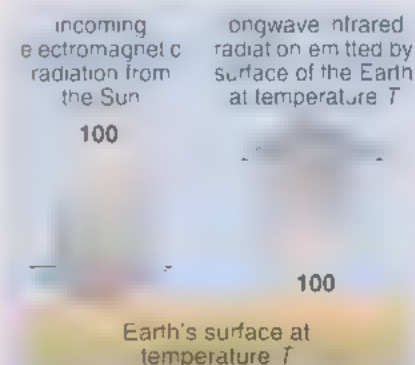 incoming
electromagnetic
radiation from
the Sun
100
longwave infrared
radiation emitted by
surface of the Earth
at temperature T
100
Earth's surface at
temperature T